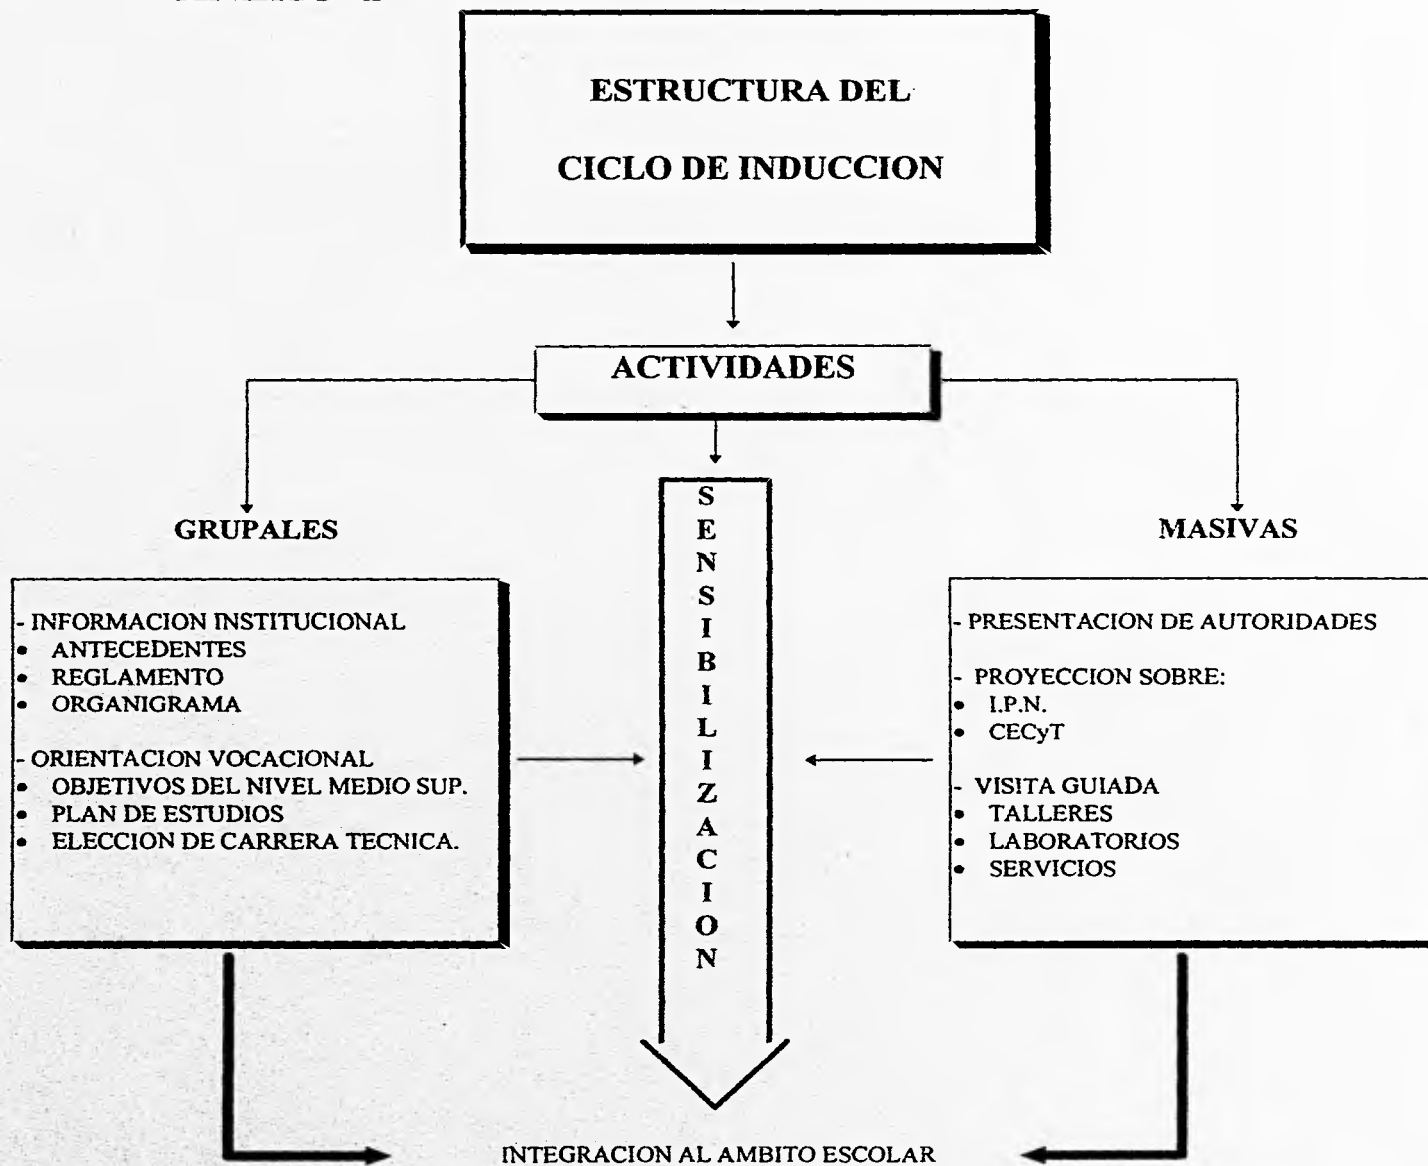 ESTRUCTURA DEL
CICLO DE INDUCCION
ACTIVIDADES
GRUPALES
- INFORMACION INSTITUCIONAL
• ANTECEDENTES
• REGLAMENTO
• ORGANIGRAMA
- ORIENTACION VOCACIONAL
• OBJETIVOS DEL NIVEL MEDIO SUP.
• PLAN DE ESTUDIOS
• ELECCION DE CARRERA TECNICA.
SENSIBILIZACION
MASIVAS
- PRESENTACION DE AUTORIDADES
- PROYECCION SOBRE:
• I.P.N.
• CECyT
- VISITA GUIADA
• TALLERES
• LABORATORIOS
• SERVICIOS
INTEGRACION AL AMBITO ESCOLAR